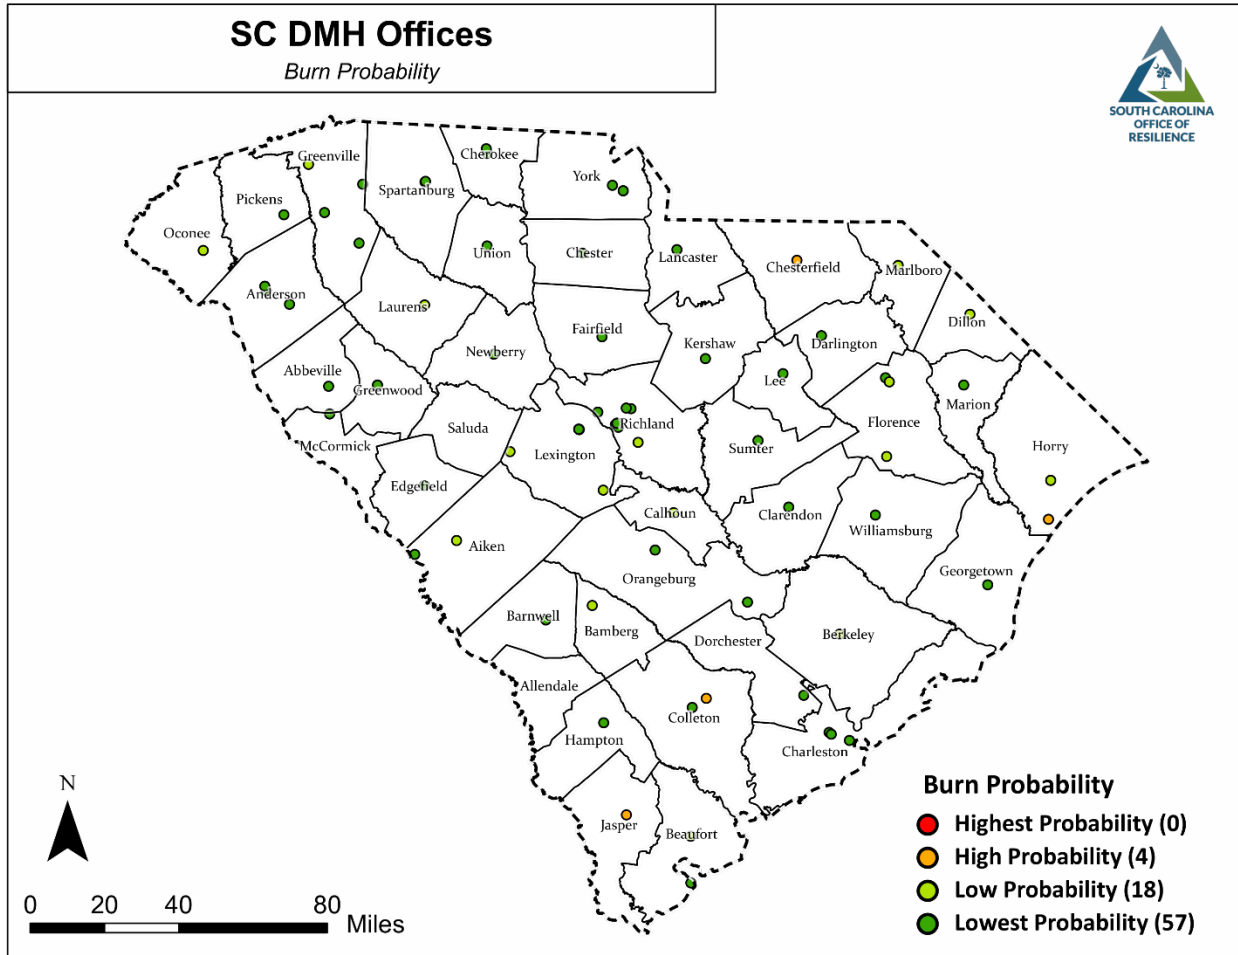 SC DMH Offices
Burn Probability
SOUTH CAROLINA
OFFICE OF
RESILIENCE
Greenville
Cherokee
York
Spartanburg
Pickens
Oconee
Union
Chester
Lancaster
Chesterfield
Marlboro
Anderson
Laurens
Dillon
Fairfield
Newberry
Kershaw
Darlington
Abbeville
Greenwood
Lee
Marion
Saluda
Richland
Florence
McCormick
Lexington
Sumter
Horry
Edgefield
Calhoun
Clarendon
Williamsburg
Aiken
Orangeburg
Georgetown
Barnwell
Bamberg
Dorchester
Berkeley
Allendale
Colleton
Hampton
Charleston
Jasper
Beaufort
N
0 20 40 80 Miles
Burn Probability
Highest Probability (0)
High Probability (4)
Low Probability (18)
Lowest Probability (57)